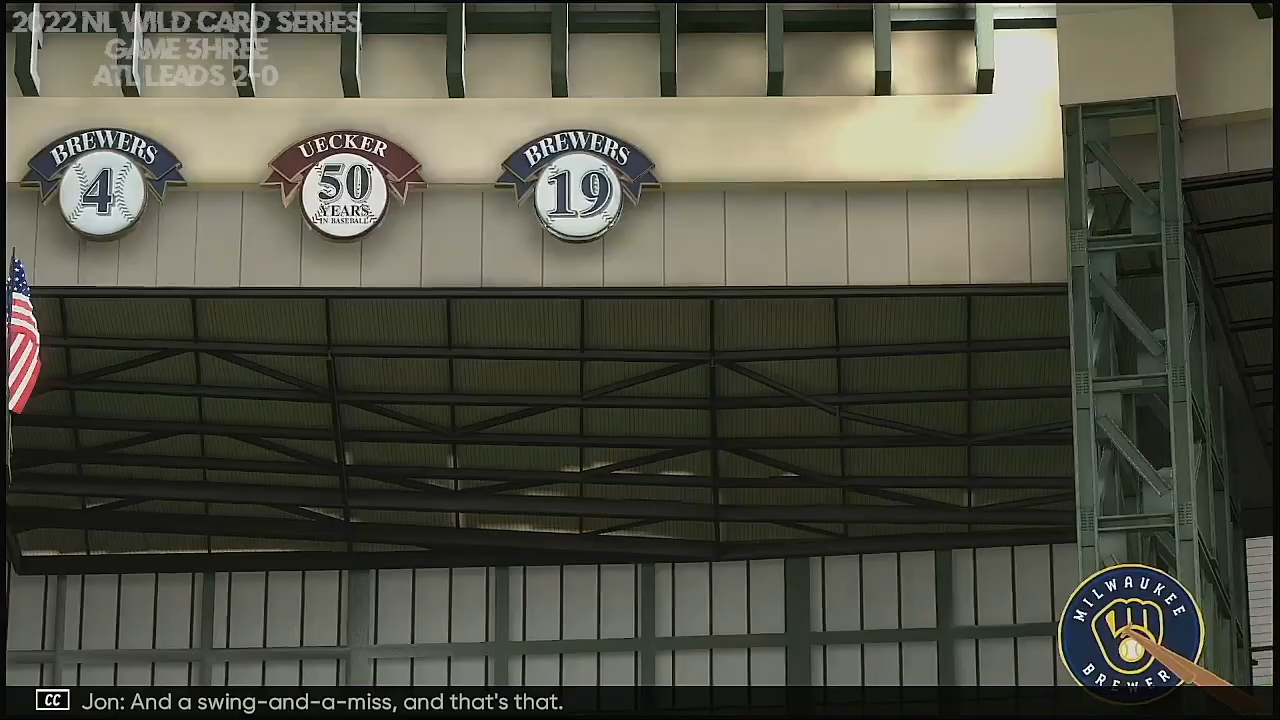 2022 NL WILD CARD SERIES
GAME 3HREE
ATL LEADS 2-0
BREWERS
4
UECKER
50
YEARS
IN BASEBALL
BREWERS
19
MILWAUKEE
BREWER
CC Jon: And a swing-and-a-miss, and that's that.